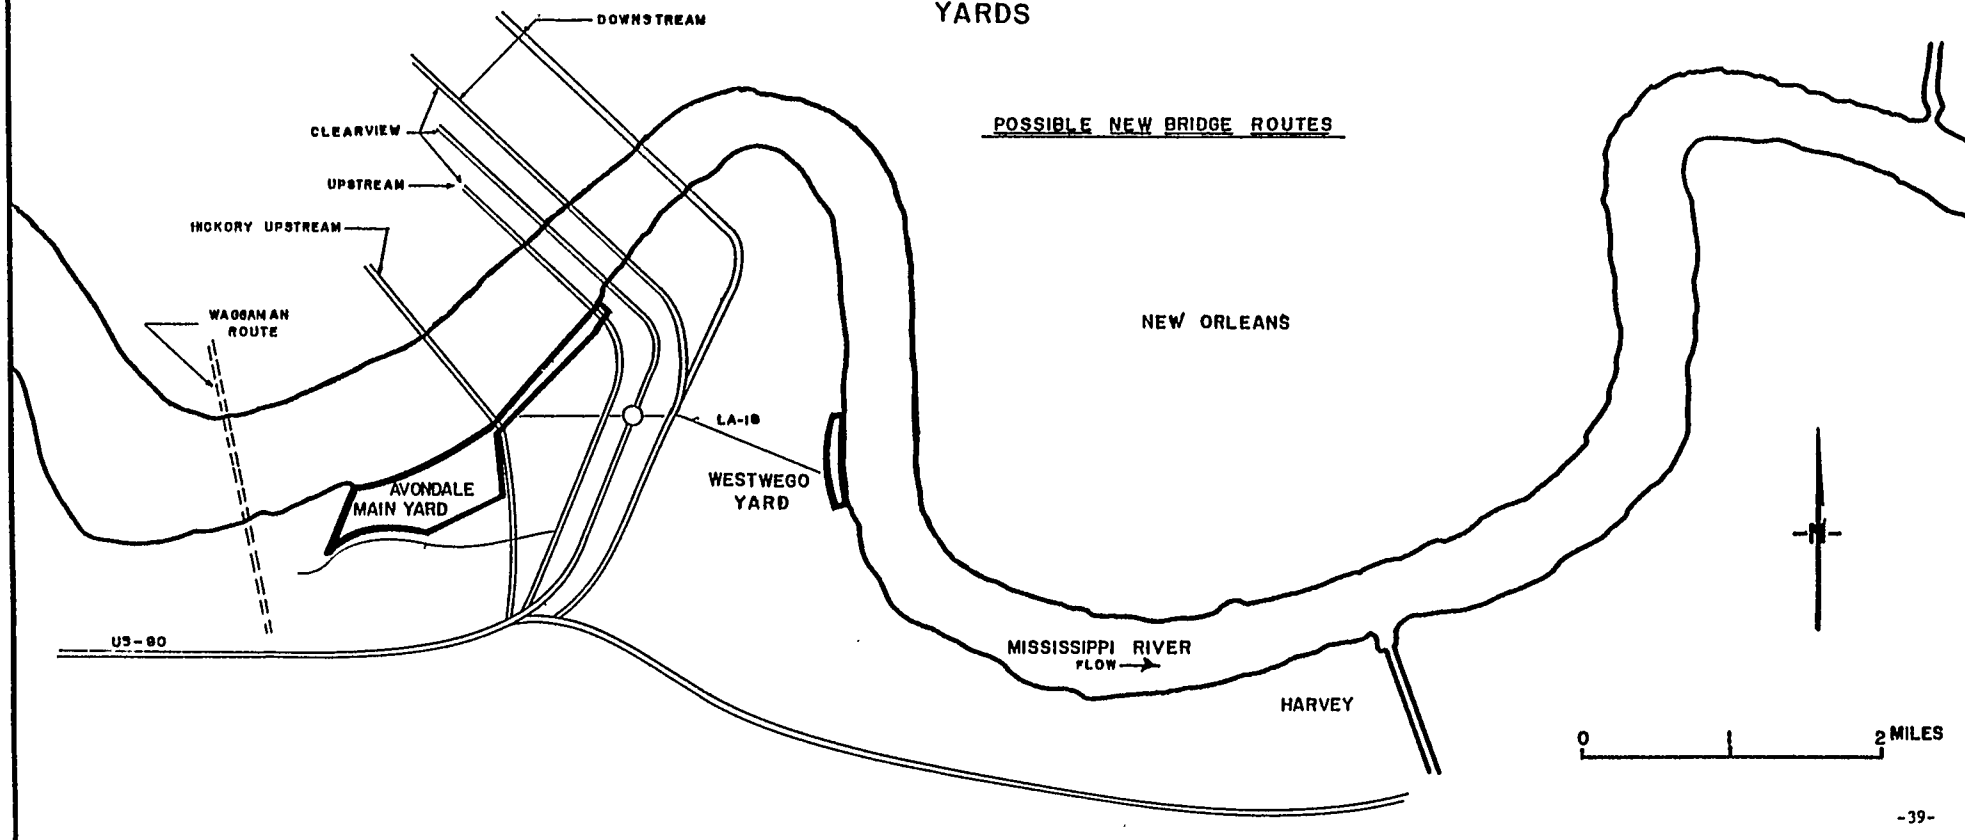 YARDS
DOWNSTREAM
POSSIBLE NEW BRIDGE ROUTES
CLEARVIEW
UPSTREAM
HICKORY UPSTREAM
WAGGAMAN
ROUTE
NEW ORLEANS
LA-18
AVONDALE
MAIN YARD
WESTWEGO
YARD
N
US-90
MISSISSIPPI RIVER
FLOW
HARVEY
0 1 2 MILES
-39-